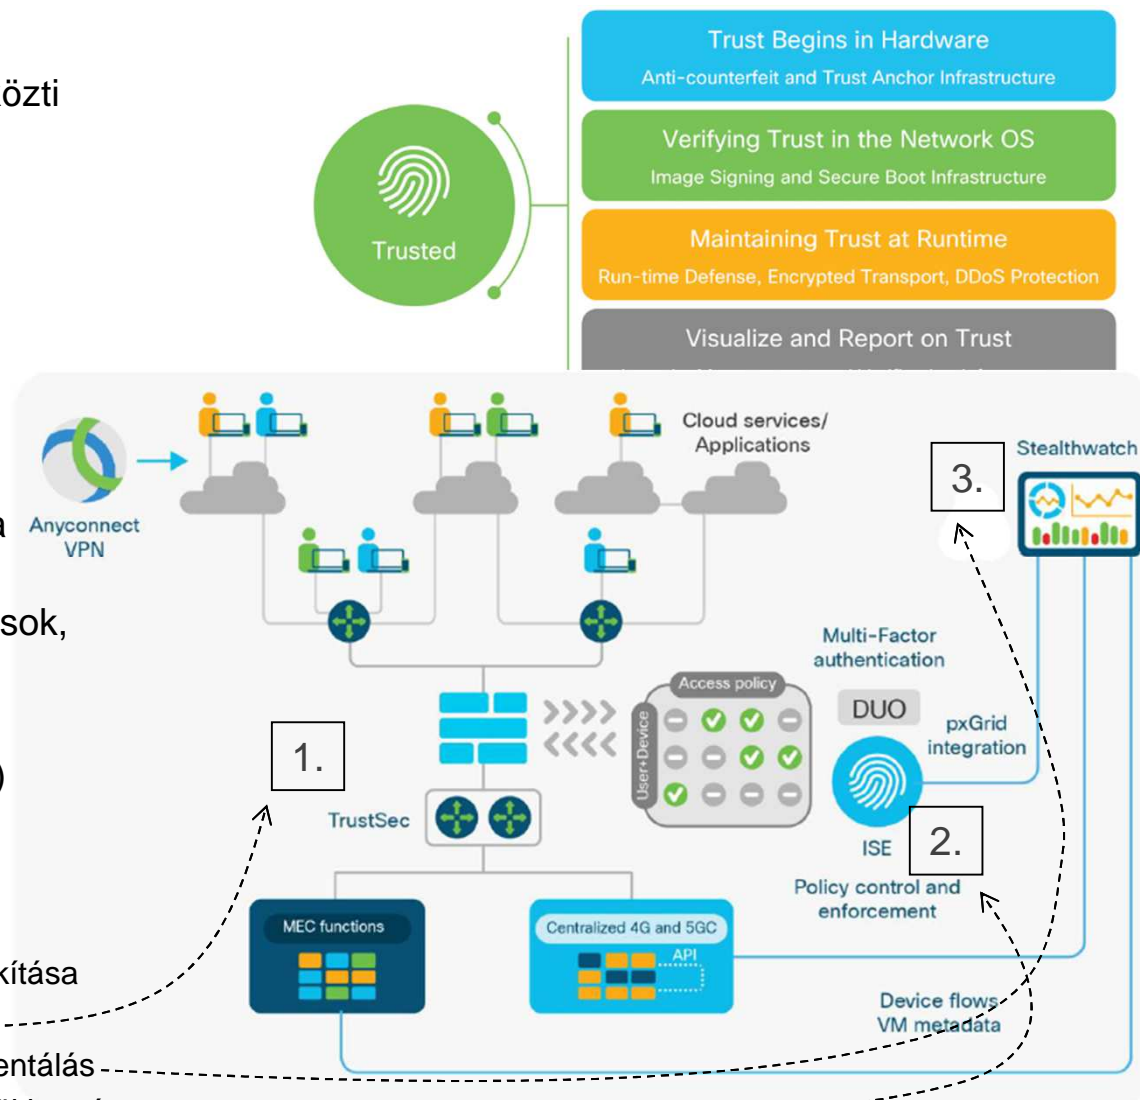 Trust Begins in Hardware
Anti-counterfeit and Trust Anchor Infrastructure
Verifying Trust in the Network OS
Image Signing and Secure Boot Infrastructure
Trusted
Maintaining Trust at Runtime
Run-time Defense, Encrypted Transport, DDoS Protection
Visualize and Report on Trust
közti
a
sok,
)
kítása
entálás
Anyconnect
VPN
Cloud services/
Applications
3.
Stealthwatch
Multi-Factor
authentication
Access policy
User+Device
DUO
pxGrid
integration
1.
TrustSec
ISE
2.
Policy control and
enforcement
MEC functions
Centralized 4G and 5GC
API
Device flows
VM metadata